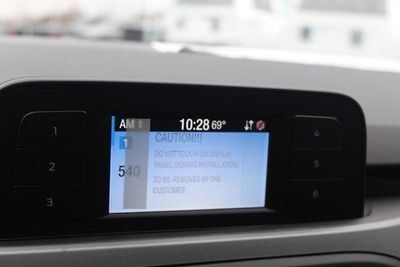 AM 1 10:28 69°
1
540
CAUTION!!!
DO NOT TOUCH ON DISPLAY
PANEL DURING INSTALLATION.
TO BE REMOVED BY THE
CUSTOMER
1
2
3
4
5
6